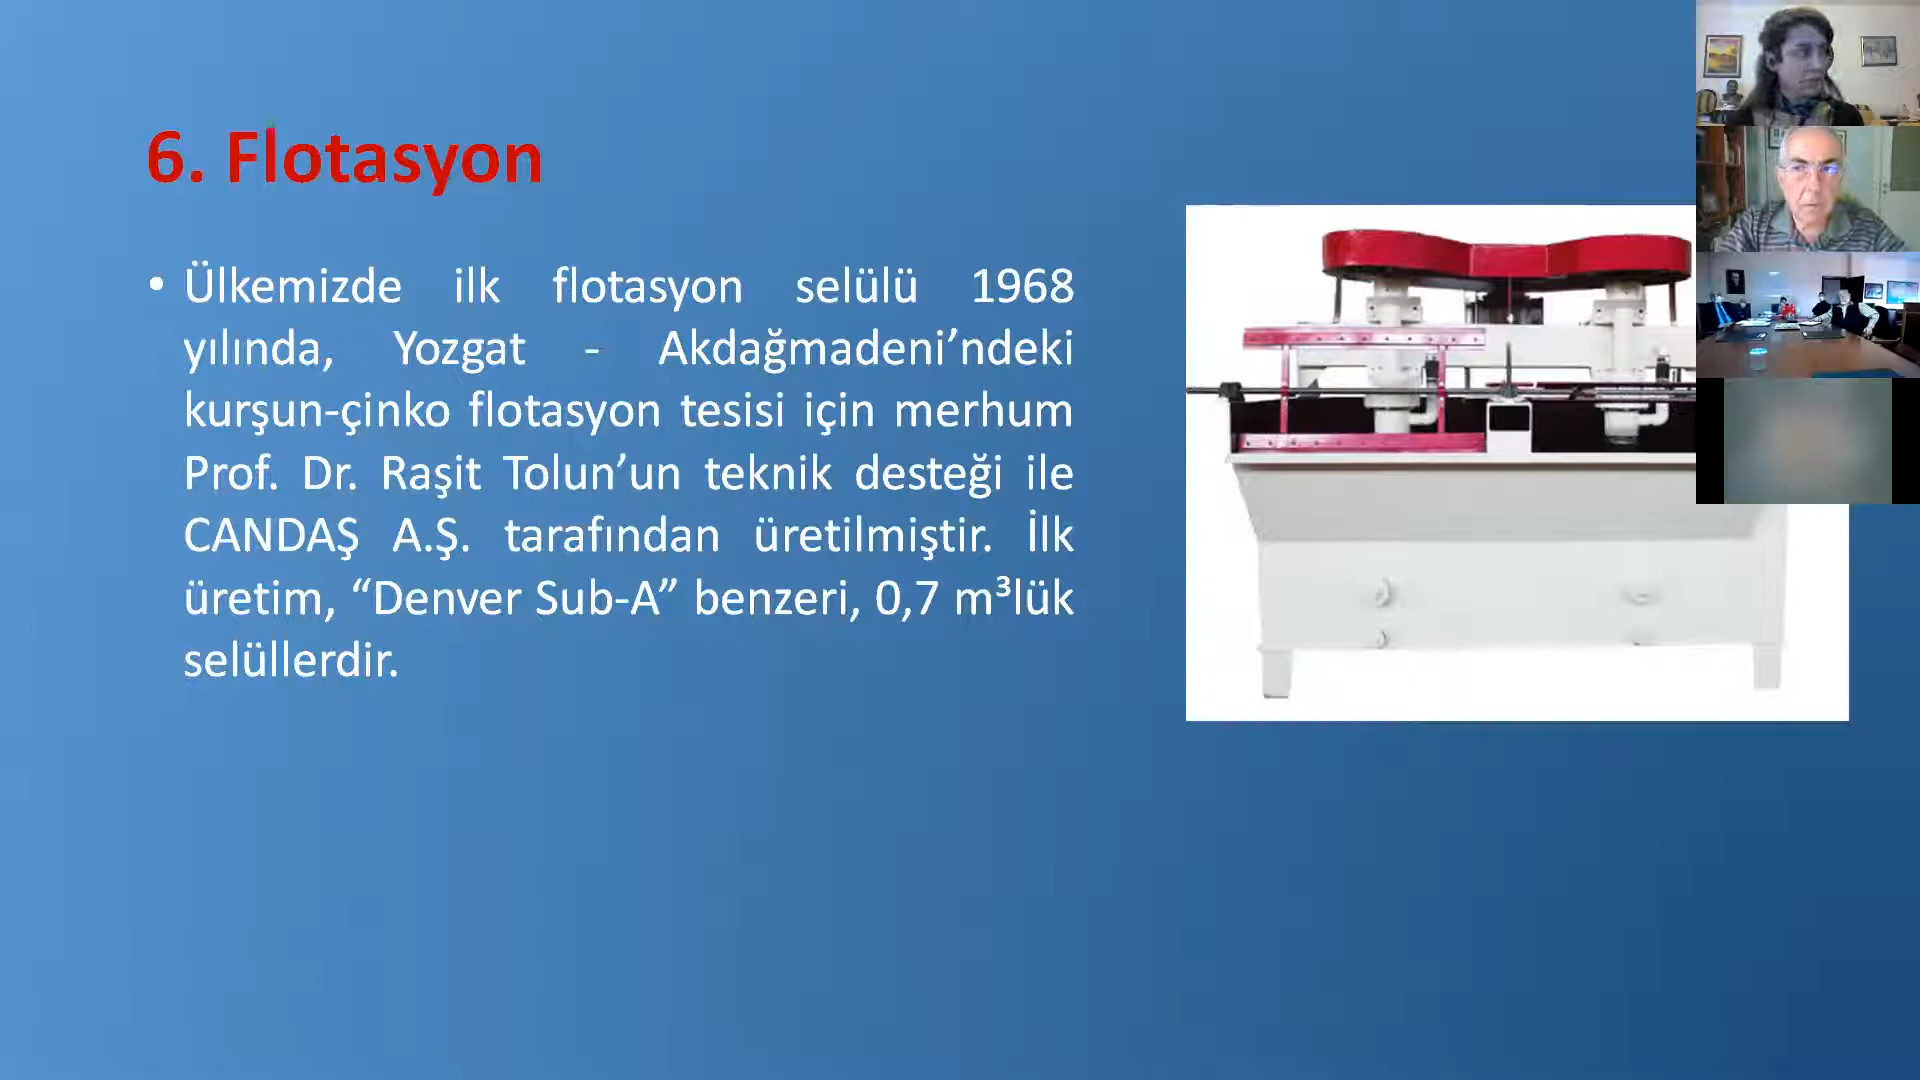 6. Flotasyon
• Ülkemizde ilk flotasyon selülü 1968
yılında, Yozgat - Akdağmadeni’ndeki
kurşun-çinko flotasyon tesisi için merhum
Prof. Dr. Raşit Tolun’un teknik desteği ile
CANDAŞ A.Ş. tarafından üretilmiştir. İlk
üretim, “Denver Sub-A” benzeri, 0,7 m³lük
selüllerdir.